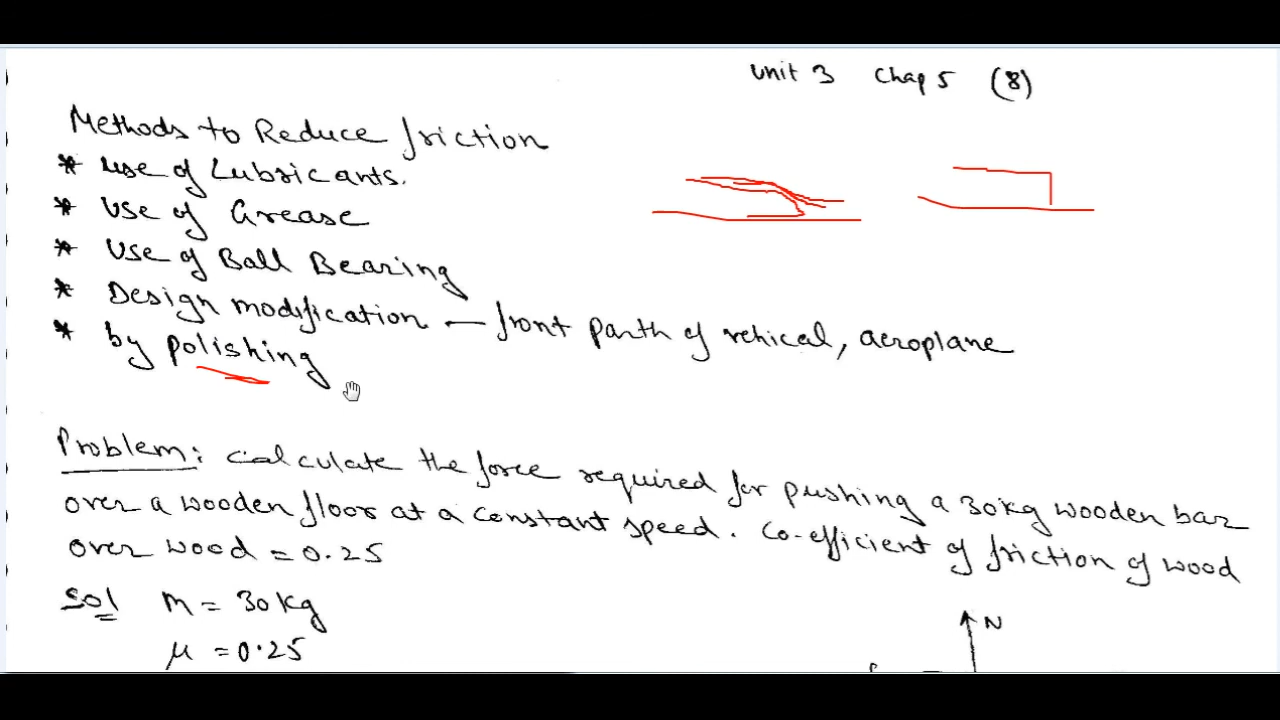 Unit 3 Chap 5 (8)
Methods to Reduce friction
* Use of Lubricants.
* Use of Grease
* Use of Ball Bearing
* Design modification — front parth of vehical, aeroplane
* by polishing
Problem: Calculate the force required for pushing a 30kg wooden bar
over a wooden floor at a constant speed. Co-efficient of friction of wood
over wood = 0.25
Sol m = 30kg
N
μ = 0.25